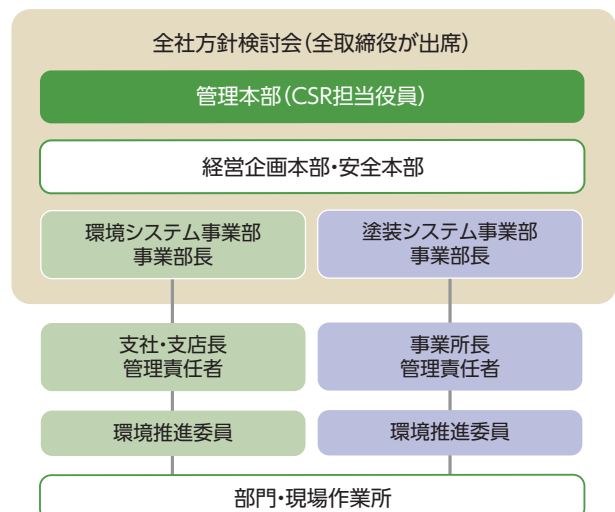 全社方針検討会(全取締役が出席)
管理本部(CSR担当役員)
経営企画本部・安全本部
環境システム事業部
事業部長
塗装システム事業部
事業部長
支社・支店長
管理責任者
事業所長
管理責任者
環境推進委員
環境推進委員
部門・現場作業所